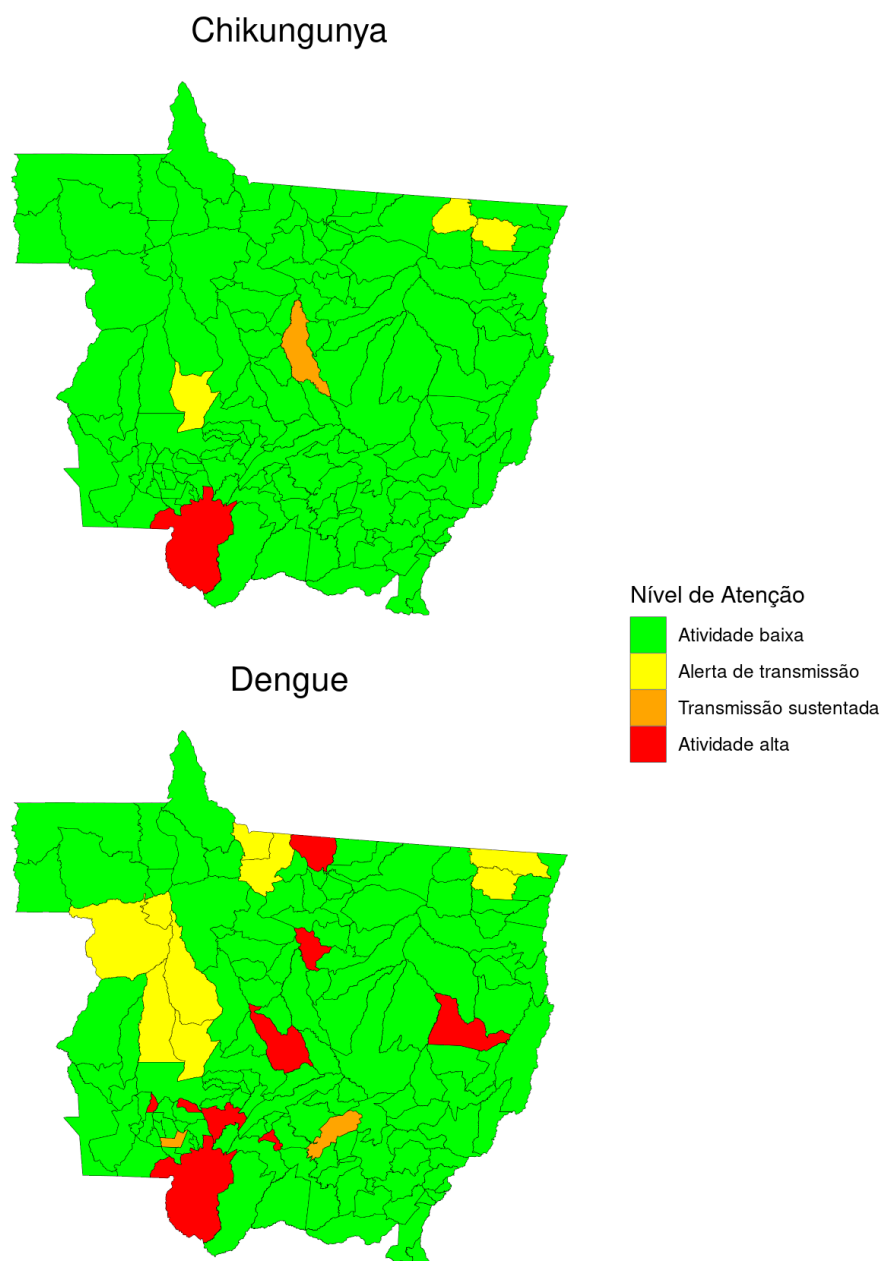 Chikungunya
Nível de Atenção
Atividade baixa
Alerta de transmissão
Transmissão sustentada
Atividade alta
Dengue